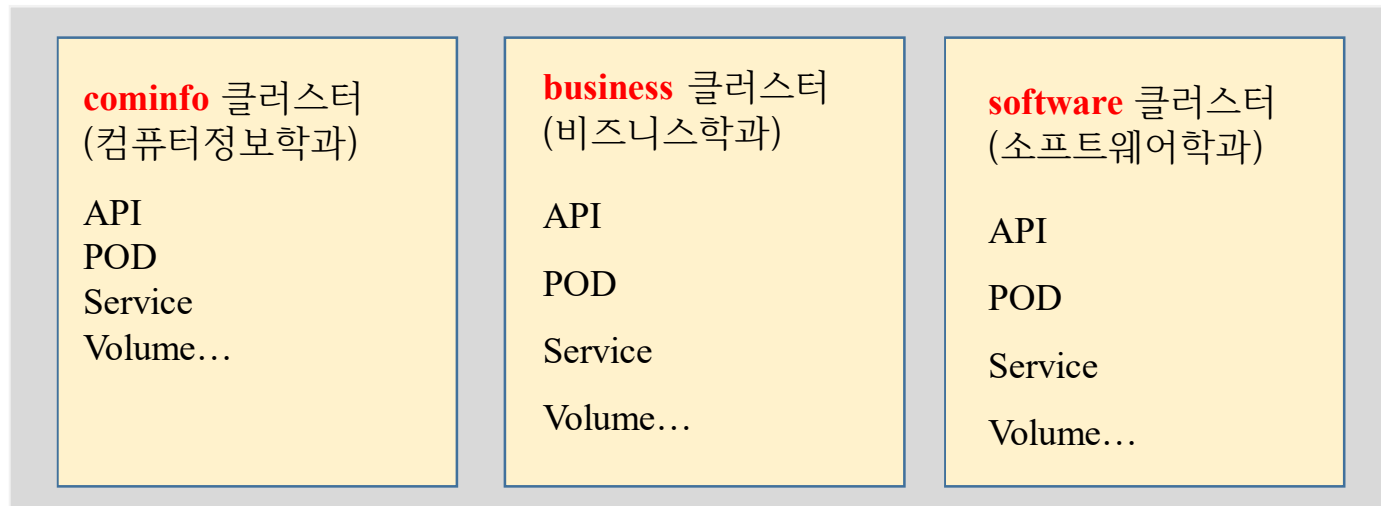 cominfo 클러스터
(컴퓨터정보학과)
API
POD
Service
Volume…
business 클러스터
(비즈니스학과)
API
POD
Service
Volume…
software 클러스터
(소프트웨어학과)
API
POD
Service
Volume…